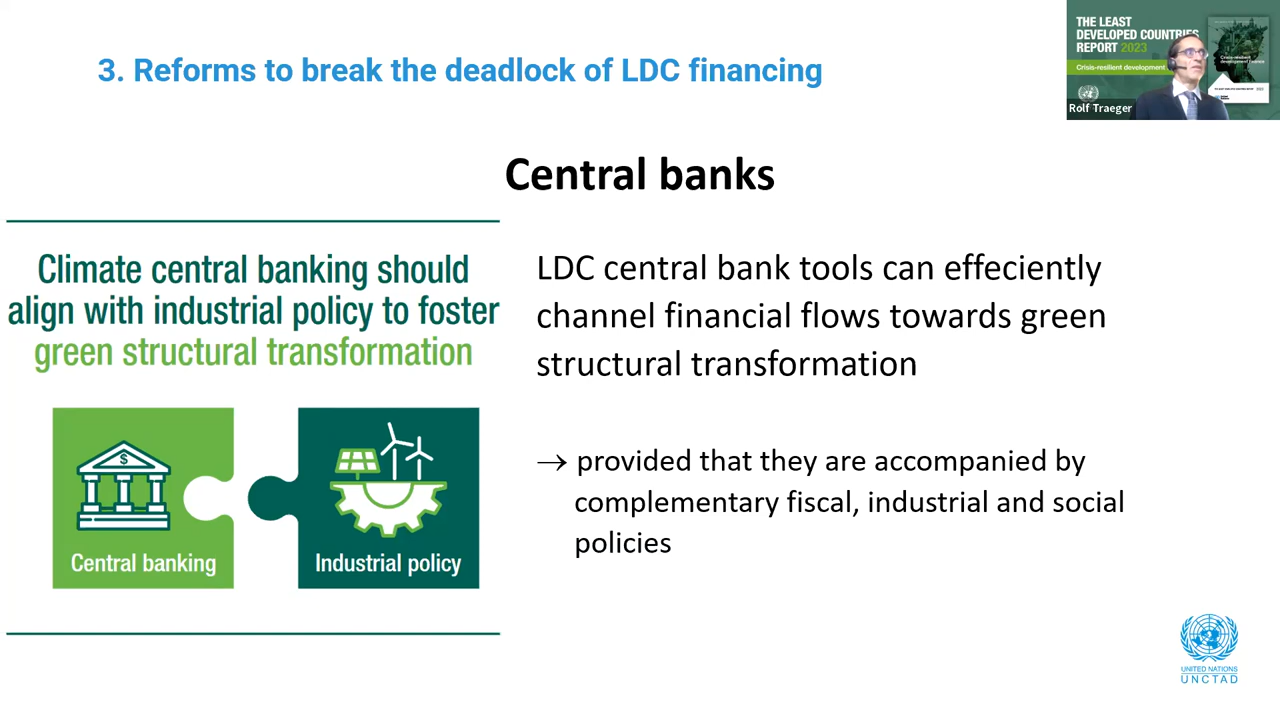 3. Reforms to break the deadlock of LDC financing
THE LEAST
DEVELOPED COUNTRIES
REPORT 2023
Crisis-resilient development
Rolf Traeger
Central banks
Climate central banking should
align with industrial policy to foster
green structural transformation
$
Central banking
Industrial policy
LDC central bank tools can effeciently
channel financial flows towards green
structural transformation
→ provided that they are accompanied by
complementary fiscal, industrial and social
policies
UNITED NATIONS
UNCTAD